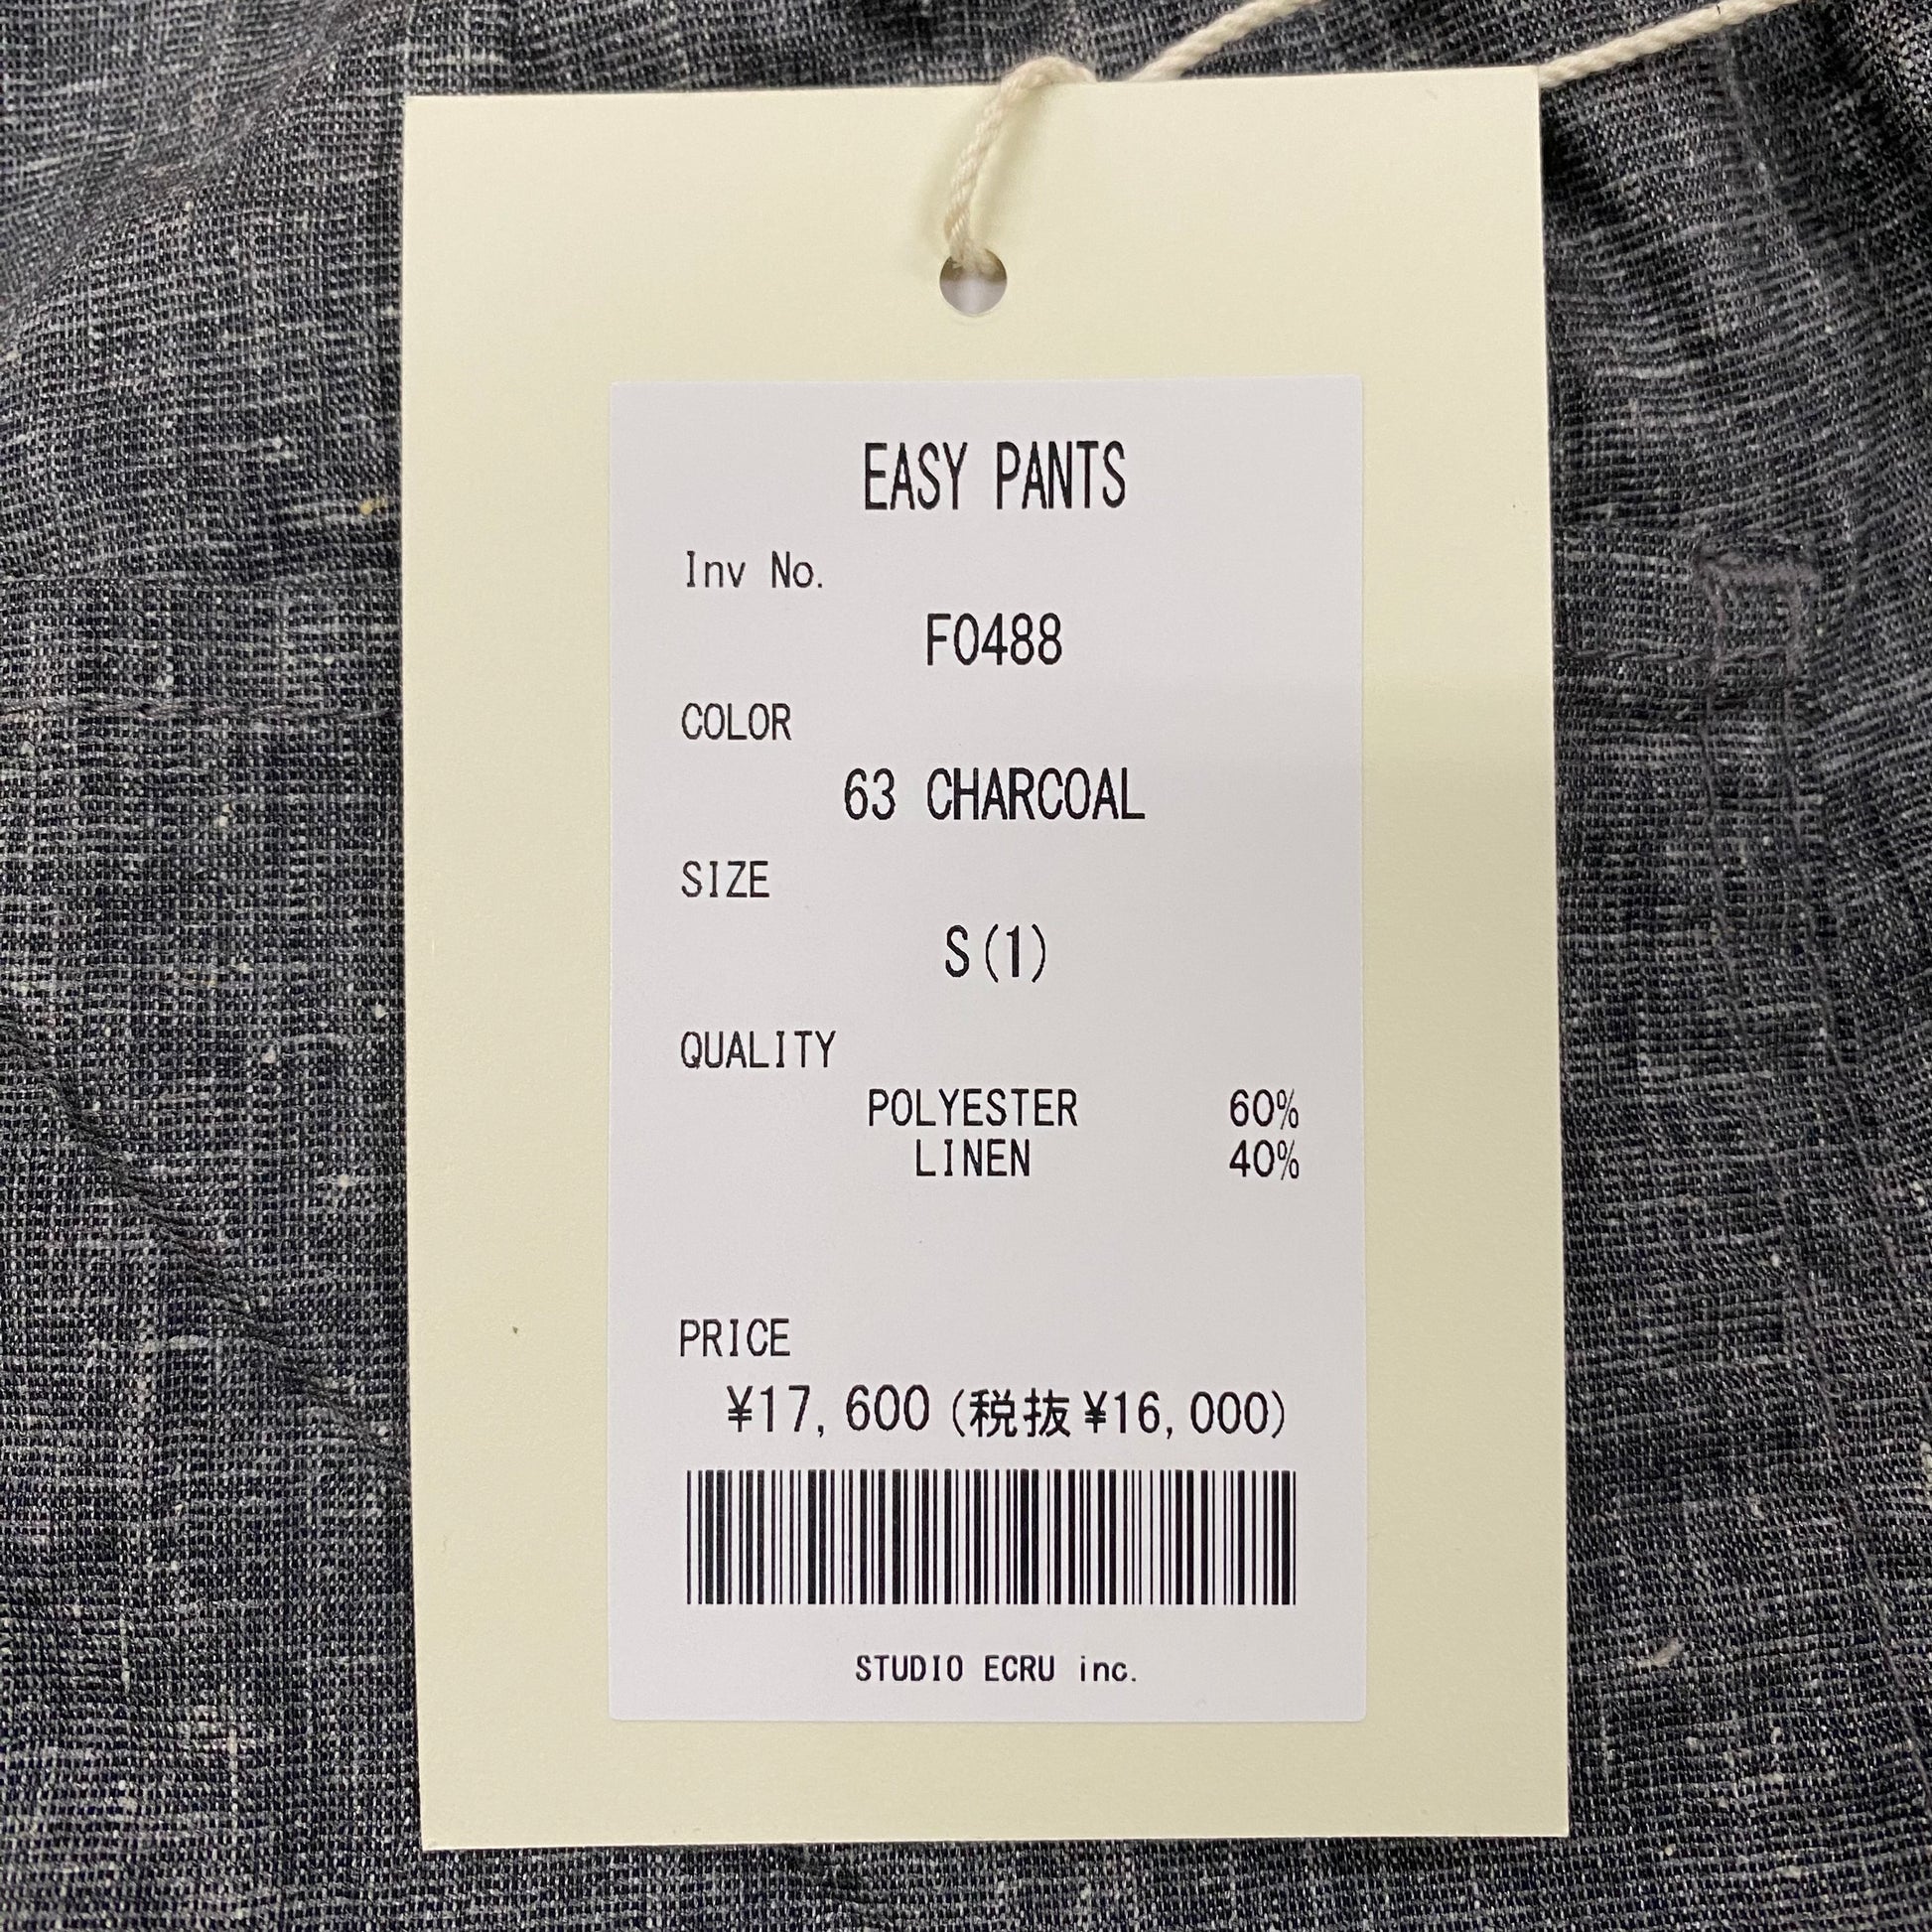 EASY PANTS
Inv No.
F0488
COLOR
63 CHARCOAL
SIZE
S(1)
QUALITY
POLYESTER 60%
LINEN 40%
PRICE
¥17,600(税抜¥16,000)
STUDIO ECRU inc.